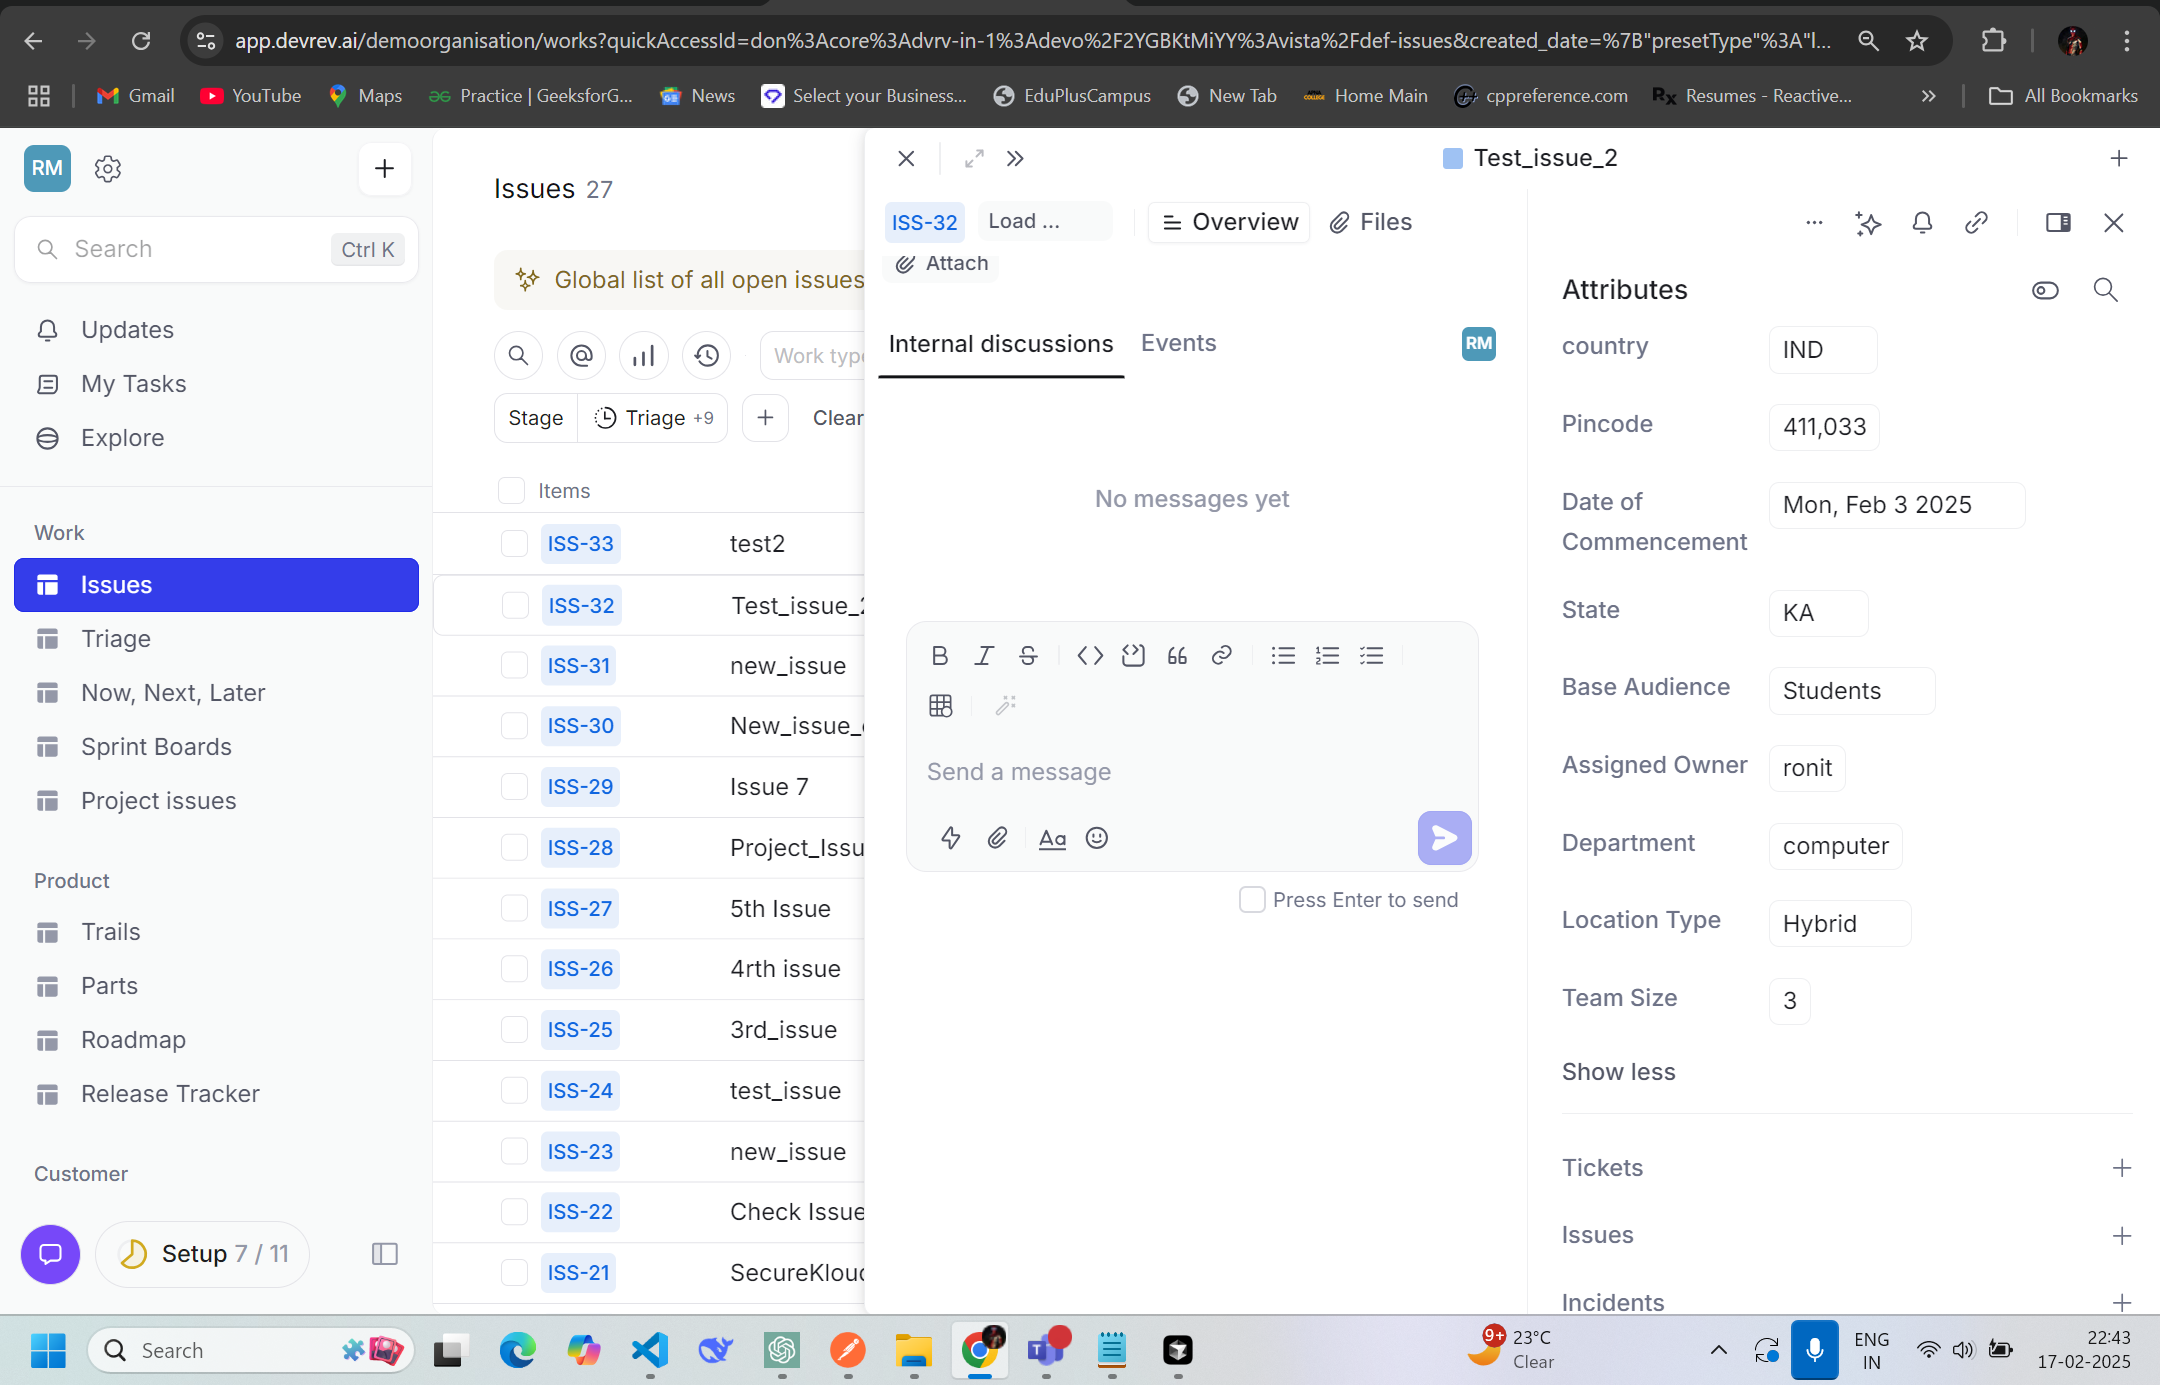 app.devrev.ai/demoorganisation/works?quickAccessId=don%3Acore%3Advrv-in-1%3Adevo%2F2YGBKtMiYY%3Avista%2Fdef-issues&created_date=%7B"presetType"%3A"l...
Gmail
YouTube
Maps
Practice | GeeksforG...
News
Select your Business...
EduPlusCampus
New Tab
Home Main
cppreference.com
Resumes - Reactive...
All Bookmarks
RM
Search
Ctrl K
Updates
My Tasks
Explore
Work
Issues
Triage
Now, Next, Later
Sprint Boards
Project issues
Product
Trails
Parts
Roadmap
Release Tracker
Customer
Setup 7 / 11
Issues 27
Global list of all open issues
Work type
Stage
Triage +9
Clear
Items
ISS-33 test2
ISS-32 Test_issue_2
ISS-31 new_issue
ISS-30 New_issue_
ISS-29 Issue 7
ISS-28 Project_Issu
ISS-27 5th Issue
ISS-26 4rth issue
ISS-25 3rd_issue
ISS-24 test_issue
ISS-23 new_issue
ISS-22 Check Issue
ISS-21 SecureKloud
Test_issue_2
ISS-32
Load ...
Overview
Files
Attach
Internal discussions
Events
RM
No messages yet
Send a message
Aa
Press Enter to send
Attributes
country IND
Pincode 411,033
Date of Commencement Mon, Feb 3 2025
State KA
Base Audience Students
Assigned Owner ronit
Department computer
Location Type Hybrid
Team Size 3
Show less
Tickets
Issues
Incidents
Search
9+
23°C
Clear
ENG
IN
22:43
17-02-2025